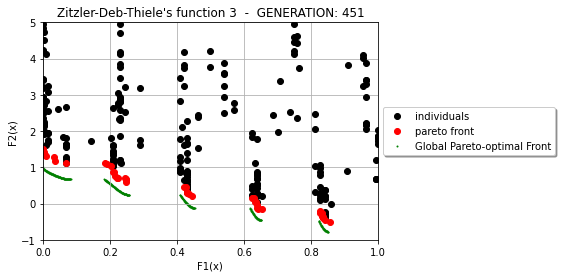 Zitzler-Deb-Thiele's function 3 - GENERATION: 451
5
4
3
2
1
0
−1
F2(x)
0.0 0.2 0.4 0.6 0.8 1.0
F1(x)
individuals
pareto front
Global Pareto-optimal Front